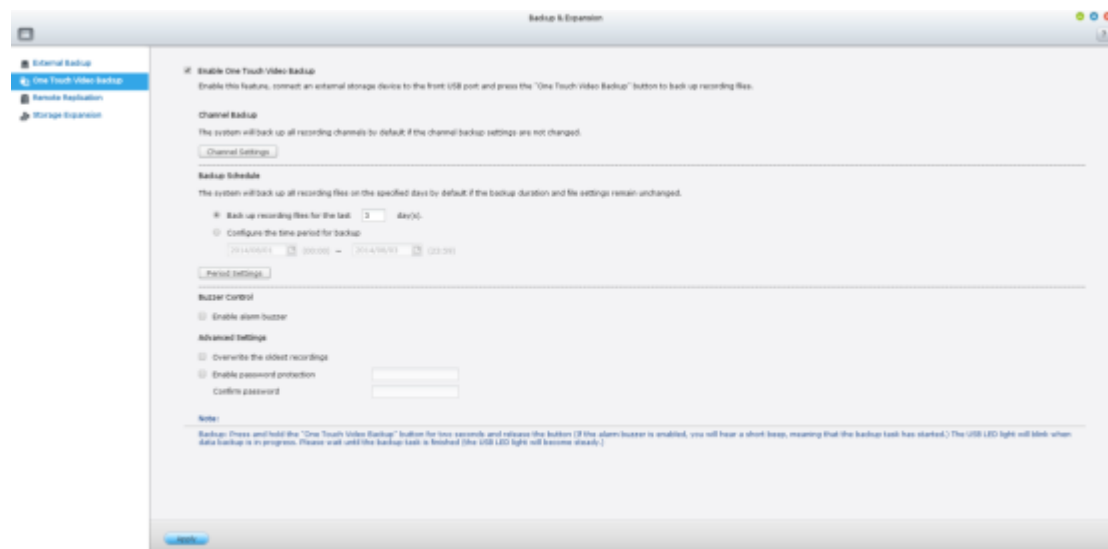 Backup & Expansion
External Backup
One Touch Video Backup
Remote Replication
Storage Expansion
Enable One Touch Video Backup
Enable this feature, connect an external storage device to the front USB port and press the "One Touch Video Backup" button to back up recording files.
Channel Backup
The system will back up all recording channels by default if the channel backup settings are not changed.
Channel Settings
Backup Schedule
The system will back up all recording files on the specified days by default if the backup duration and file settings remain unchanged.
Back up recording files for the last 3 day(s).
Configure the time period for backup
(00:00) ~ (23:59)
Period Settings
Buzzer Control
Enable alarm buzzer
Advanced Settings
Overwrite the oldest recordings
Enable password protection
Confirm password
Note:
Backup: Press and hold the "One Touch Video Backup" button for two seconds and release the button (If the alarm buzzer is enabled, you will hear a short beep, meaning that the backup task has started.) The USB LED light will blink when
data backup is in progress. Please wait until the backup task is finished (the USB LED light will become steady.)
Apply